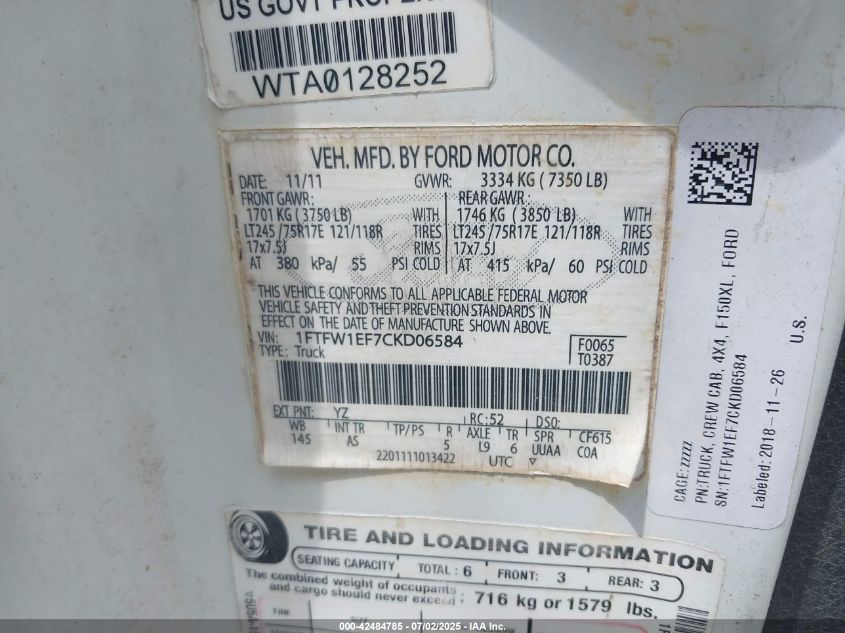 US GOVT PROPER
WTA0128252
VEH. MFD. BY FORD MOTOR CO.
DATE: 11/11 GVWR: 3334 KG (7350 LB)
FRONT GAWR: REAR GAWR:
1701 KG (3750 LB) WITH 1746 KG (3850 LB) WITH
LT245/75R17E 121/118R TIRES LT245/75R17E 121/118R TIRES
17x7.5J RIMS 17x7.5J RIMS
AT 380 kPa/ 55 PSI COLD AT 415 kPa/ 60 PSI COLD
THIS VEHICLE CONFORMS TO ALL APPLICABLE FEDERAL MOTOR
VEHICLE SAFETY AND THEFT PREVENTION STANDARDS IN
EFFECT ON THE DATE OF MANUFACTURE SHOWN ABOVE.
VIN: 1FTFW1EF7CKD06584 F0065
TYPE: Truck T0387
EXT PNT: YZ RC:52 DSO:
WB INT TR TP/PS R AXLE TR SPR CF615
145 AS 5 L9 6 UUAA COA
2201111013422 UTC ▽
CAGE: ZZZZZ
PN:TRUCK, CREW CAB, 4X4, F150XL, FORD
SN:1FTFW1EF7CKD06584
Labeled: 2018-11-26 U.S.
TIRE AND LOADING INFORMATION
SEATING CAPACITY TOTAL: 6 FRONT: 3 REAR: 3
The combined weight of occupants
and cargo should never exceed: 716 kg or 1579 lbs.
TIRE
000-42484785 - 07/02/2025 - IAAI.COM